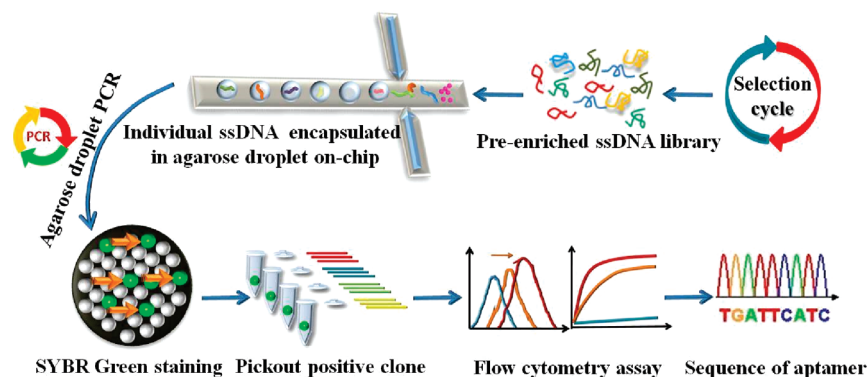 Selection
cycle
Pre-enriched ssDNA library
Individual ssDNA encapsulated
in agarose droplet on-chip
PCR
Agarose droplet PCR
SYBR Green staining
Pickout positive clone
Flow cytometry assay
TGATTCATC
Sequence of aptamer